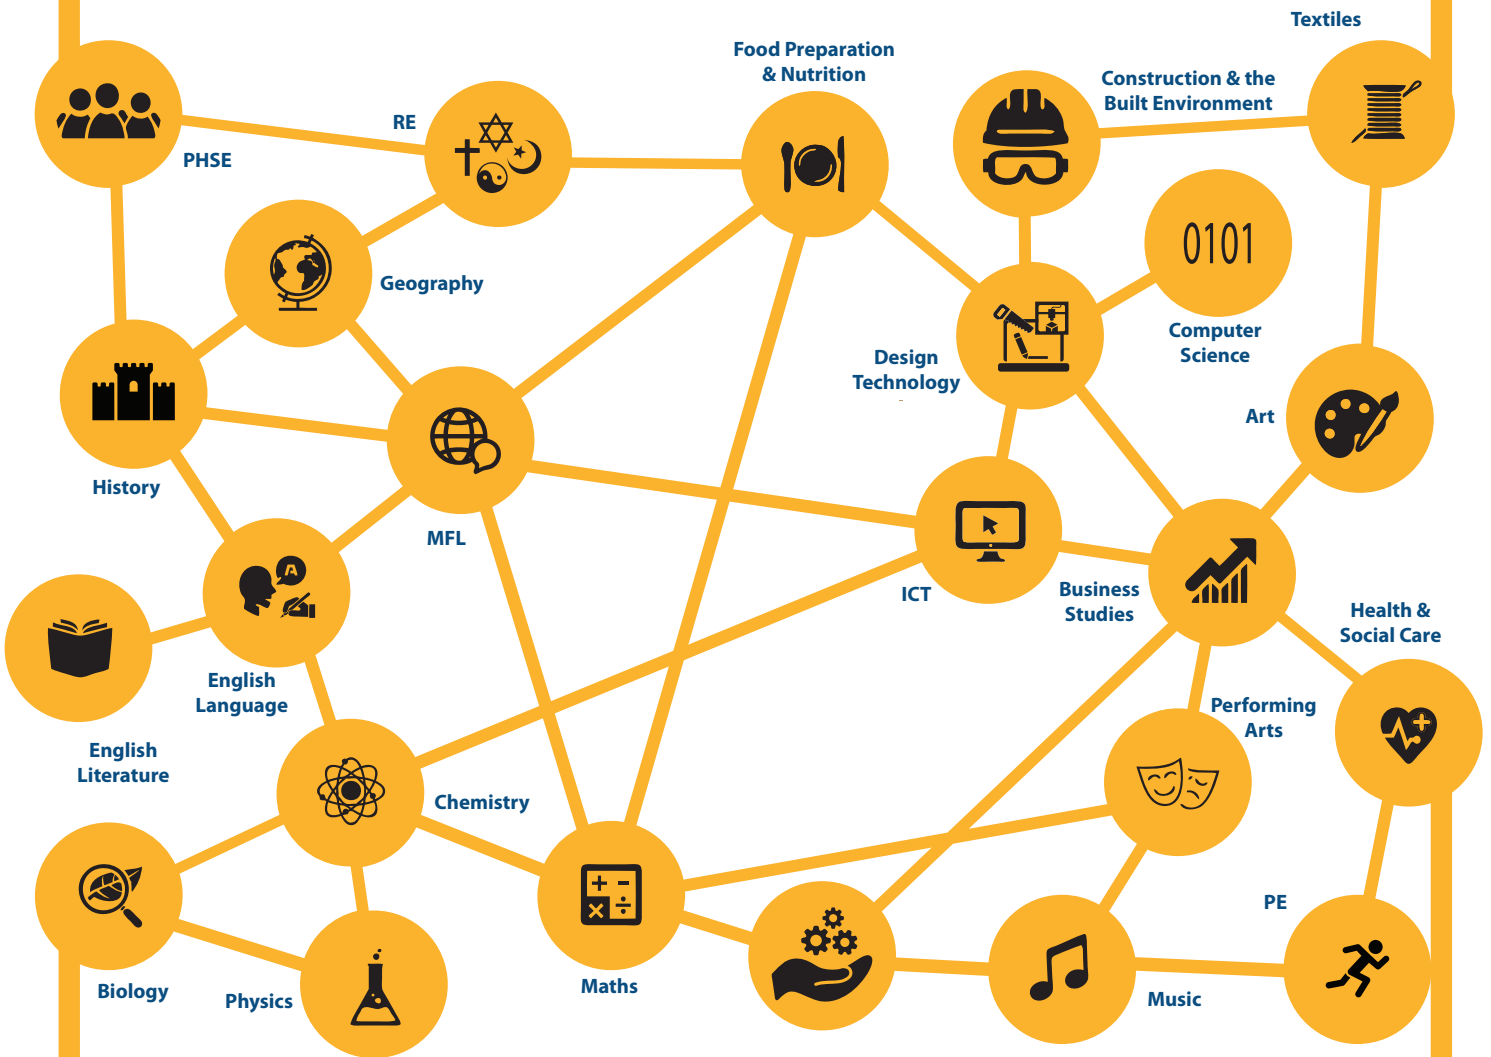 Textiles
Food Preparation
& Nutrition
Construction & the
Built Environment
RE
PHSE
Geography
0101
Computer
Science
Design
Technology
Art
History
MFL
A
ICT
Business
Studies
Health &
Social Care
English
Language
Performing
Arts
English
Literature
Chemistry
+ -
× ÷
PE
Maths
Biology
Physics
Music